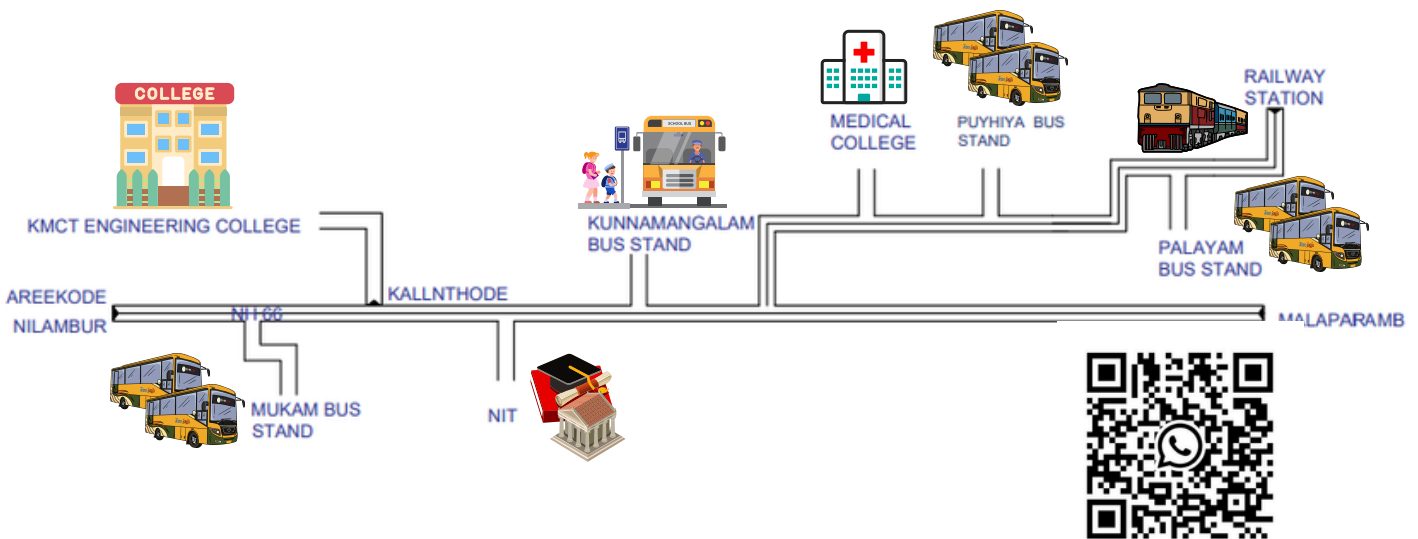 COLLEGE
KMCT ENGINEERING COLLEGE
SCHOOL BUS
KUNNAMANGALAM
BUS STAND
MEDICAL
COLLEGE
PUYHIYA BUS
STAND
RAILWAY
STATION
PALAYAM
BUS STAND
AREEKODE
NILAMBUR
KALLNTHODE
NH 66
MALAPARAMB
MUKAM BUS
STAND
NIT